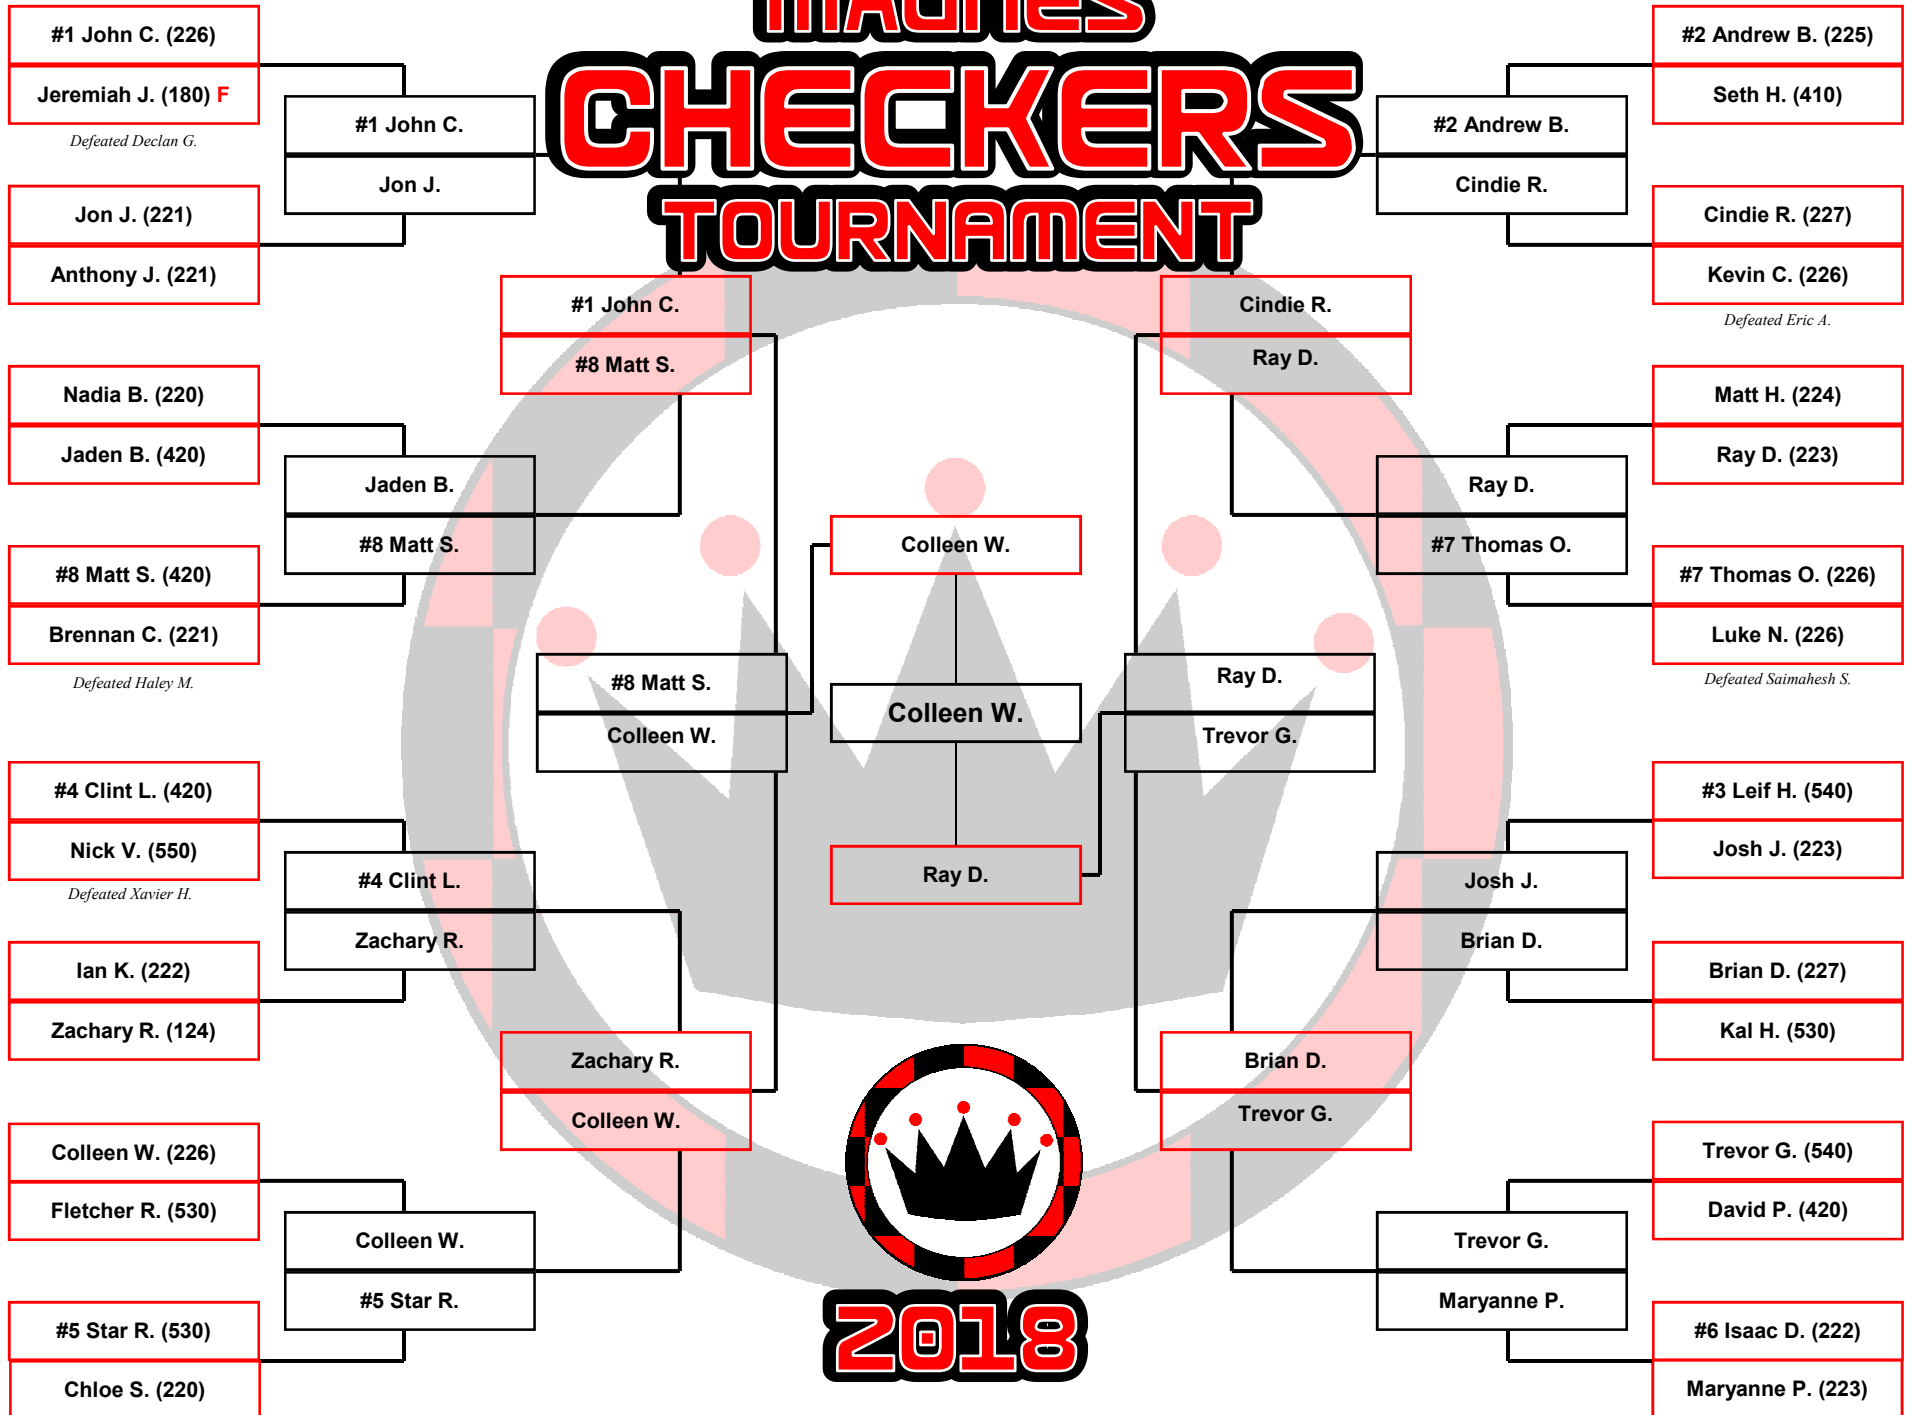 MAGNES
CHECKERS
TOURNAMENT
#1 John C. (226)
Jeremiah J. (180) F
Defeated Declan G.
Jon J. (221)
Anthony J. (221)
Nadia B. (220)
Jaden B. (420)
#8 Matt S. (420)
Brennan C. (221)
Defeated Haley M.
#4 Clint L. (420)
Nick V. (550)
Defeated Xavier H.
Ian K. (222)
Zachary R. (124)
Colleen W. (226)
Fletcher R. (530)
#5 Star R. (530)
Chloe S. (220)
#1 John C.
Jon J.
Jaden B.
#8 Matt S.
#4 Clint L.
Zachary R.
Colleen W.
#5 Star R.
#1 John C.
#8 Matt S.
Zachary R.
Colleen W.
#8 Matt S.
Colleen W.
Colleen W.
Colleen W.
Ray D.
Ray D.
Trevor G.
Cindie R.
Ray D.
Brian D.
Trevor G.
#2 Andrew B.
Cindie R.
Ray D.
#7 Thomas O.
Josh J.
Brian D.
Trevor G.
Maryanne P.
#2 Andrew B. (225)
Seth H. (410)
Cindie R. (227)
Kevin C. (226)
Defeated Eric A.
Matt H. (224)
Ray D. (223)
#7 Thomas O. (226)
Luke N. (226)
Defeated Saimahesh S.
#3 Leif H. (540)
Josh J. (223)
Brian D. (227)
Kal H. (530)
Trevor G. (540)
David P. (420)
#6 Isaac D. (222)
Maryanne P. (223)
2018